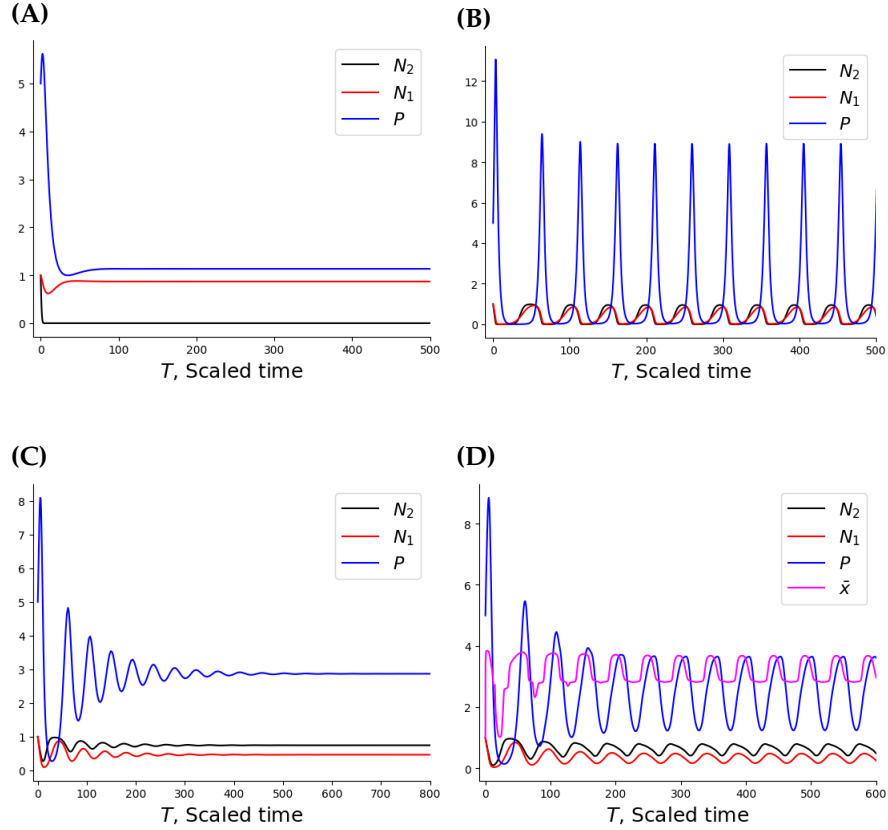 (A)
5
4
3
2
1
0
N₂
N₁
P
0 100 200 300 400 500
T, Scaled time
(B)
12
10
8
6
4
2
0
N₂
N₁
P
0 100 200 300 400 500
T, Scaled time
(C)
8
7
6
5
4
3
2
1
0
N₂
N₁
P
0 100 200 300 400 500 600 700 800
T, Scaled time
(D)
8
6
4
2
0
N₂
N₁
P
x̄
0 100 200 300 400 500 600
T, Scaled time